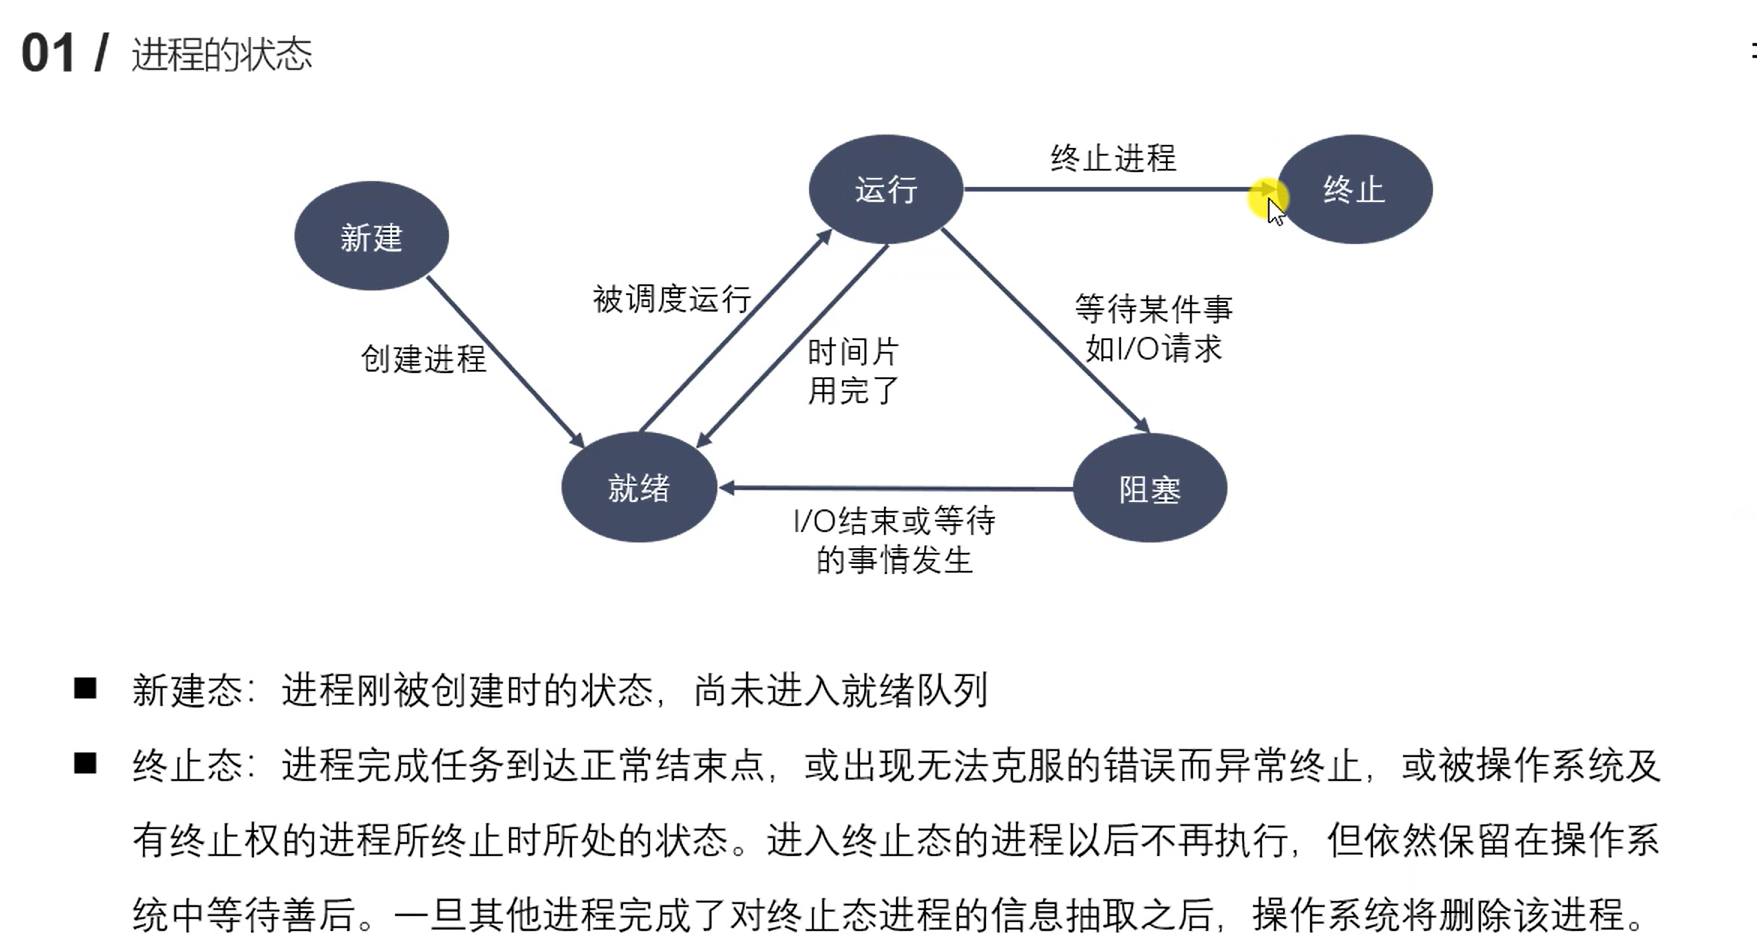 01 / 进程的状态
终止进程
运行
终止
新建
被调度运行
等待某件事
如I/O请求
时间片
用完了
创建进程
就绪
阻塞
I/O结束或等待
的事情发生
■ 新建态：进程刚被创建时的状态，尚未进入就绪队列
■ 终止态：进程完成任务到达正常结束点，或出现无法克服的错误而异常终止，或被操作系统及
有终止权的进程所终止时所处的状态。进入终止态的进程以后不再执行，但依然保留在操作系
统中等待善后。一旦其他进程完成了对终止态进程的信息抽取之后，操作系统将删除该进程。